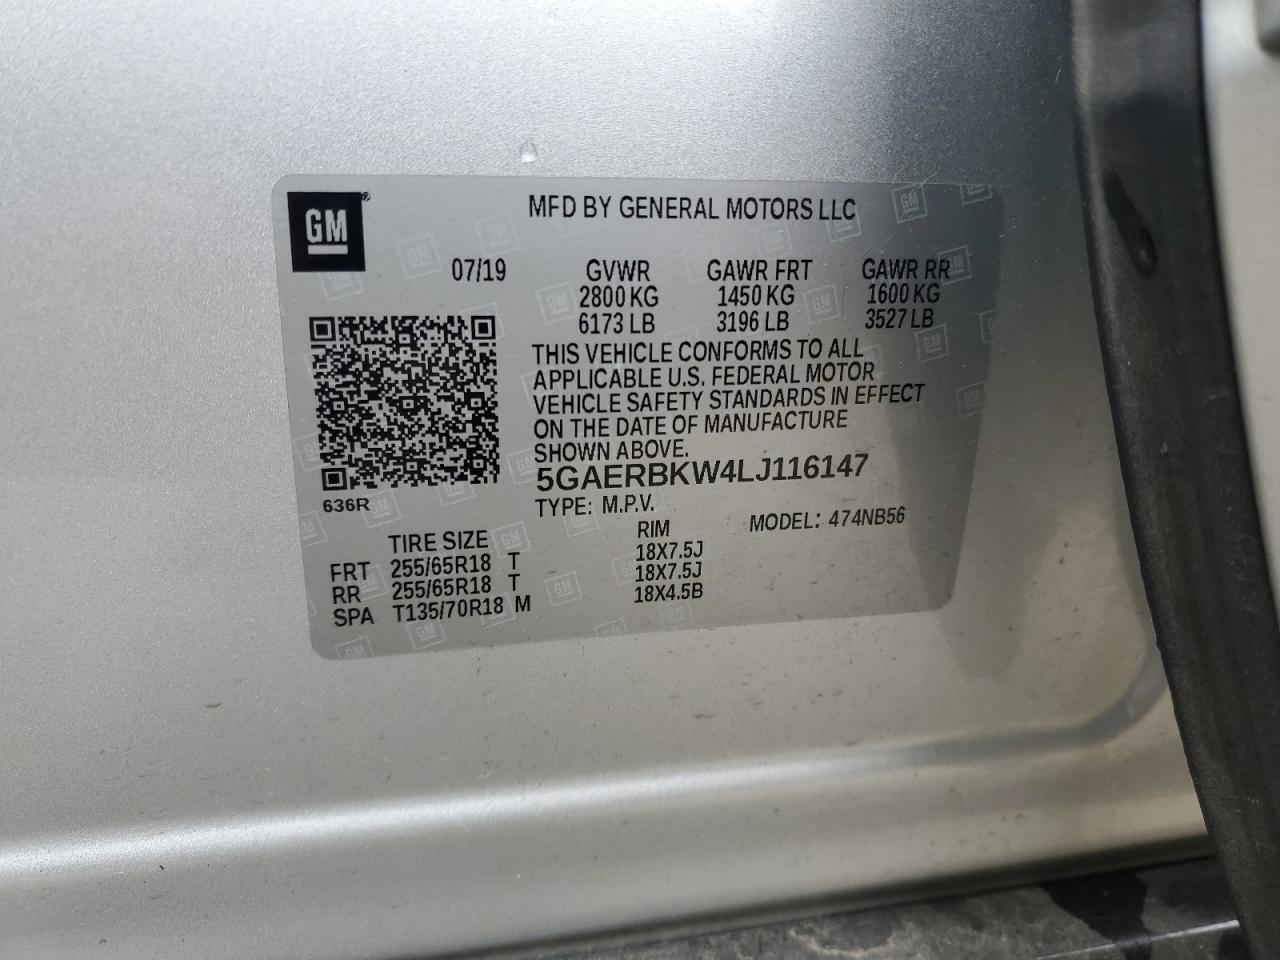 GM
MFD BY GENERAL MOTORS LLC
07/19 GVWR GAWR FRT GAWR RR
2800 KG 1450 KG 1600 KG
6173 LB 3196 LB 3527 LB
THIS VEHICLE CONFORMS TO ALL
APPLICABLE U.S. FEDERAL MOTOR
VEHICLE SAFETY STANDARDS IN EFFECT
ON THE DATE OF MANUFACTURE
SHOWN ABOVE.
5GAERBKW4LJ116147
636R
TYPE: M.P.V. MODEL: 474NB56
TIRE SIZE RIM
FRT 255/65R18 T 18X7.5J
RR 255/65R18 T 18X7.5J
SPA T135/70R18 M 18X4.5B